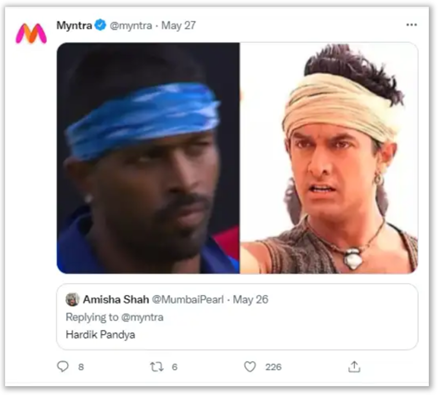 Myntra @myntra · May 27
Amisha Shah @MumbaiPearl · May 26
Replying to @myntra
Hardik Pandya
8 6 226